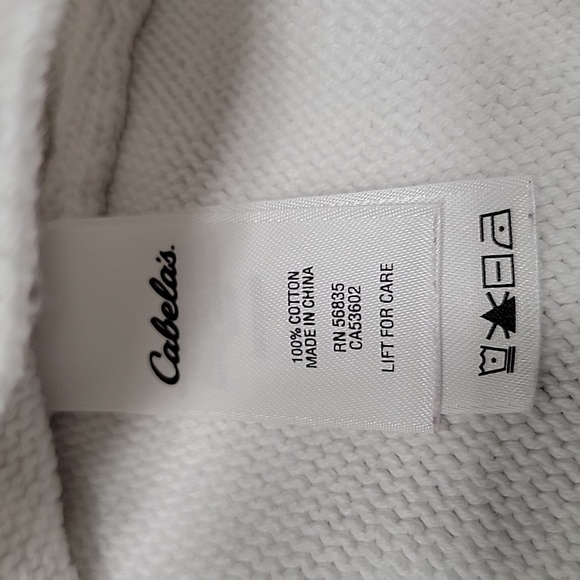 Cabela's.
100% COTTON
MADE IN CHINA
RN 56835
CA53602
LIFT FOR CARE